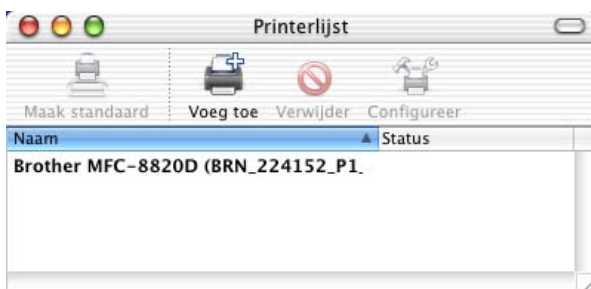 Printerlijst
Maak standaard Voeg toe Verwijder Configureer
Naam Status
Brother MFC-8820D (BRN_224152_P1_